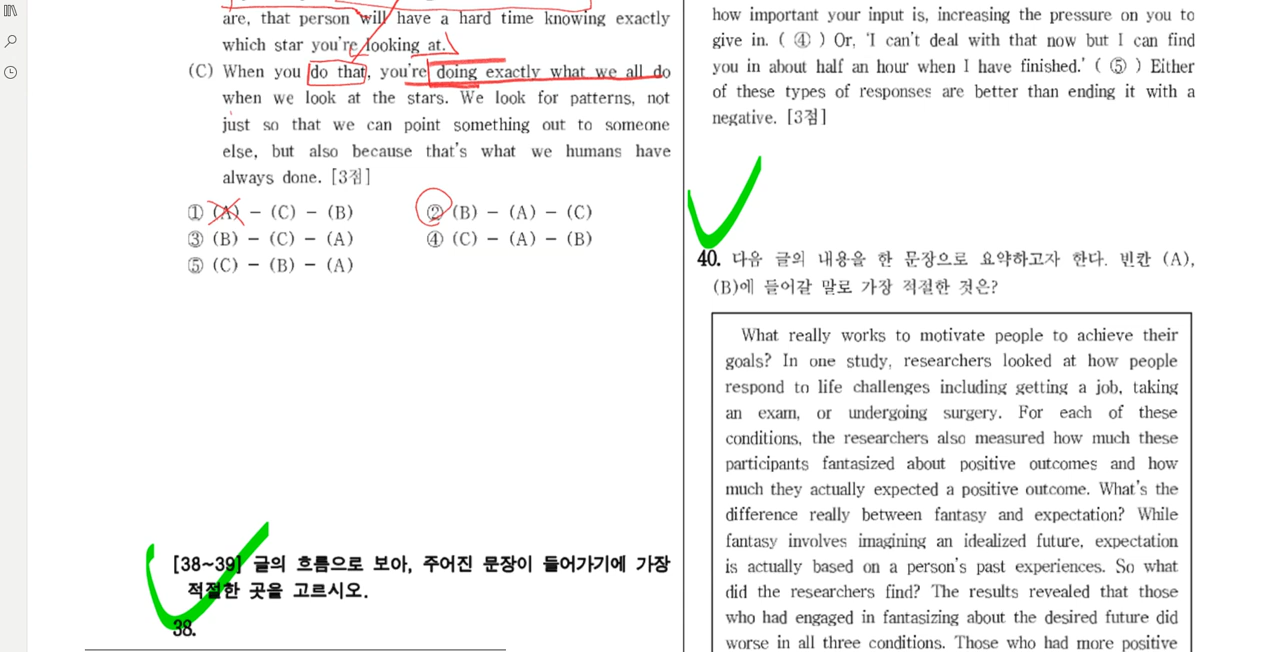 are, that person will have a hard time knowing exactly
which star you're looking at.
(C) When you do that, you're doing exactly what we all do
when we look at the stars. We look for patterns, not
just so that we can point something out to someone
else, but also because that's what we humans have
always done. [3점]
① (A) - (C) - (B) ② (B) - (A) - (C)
③ (B) - (C) - (A) ④ (C) - (A) - (B)
⑤ (C) - (B) - (A)
[38~39] 글의 흐름으로 보아, 주어진 문장이 들어가기에 가장
적절한 곳을 고르시오.
38.
how important your input is, increasing the pressure on you to
give in. ( ④ ) Or, 'I can't deal with that now but I can find
you in about half an hour when I have finished.' ( ⑤ ) Either
of these types of responses are better than ending it with a
negative. [3점]
40. 다음 글의 내용을 한 문장으로 요약하고자 한다. 빈칸 (A),
(B)에 들어갈 말로 가장 적절한 것은?
What really works to motivate people to achieve their
goals? In one study, researchers looked at how people
respond to life challenges including getting a job, taking
an exam, or undergoing surgery. For each of these
conditions, the researchers also measured how much these
participants fantasized about positive outcomes and how
much they actually expected a positive outcome. What's the
difference really between fantasy and expectation? While
fantasy involves imagining an idealized future, expectation
is actually based on a person's past experiences. So what
did the researchers find? The results revealed that those
who had engaged in fantasizing about the desired future did
worse in all three conditions. Those who had more positive